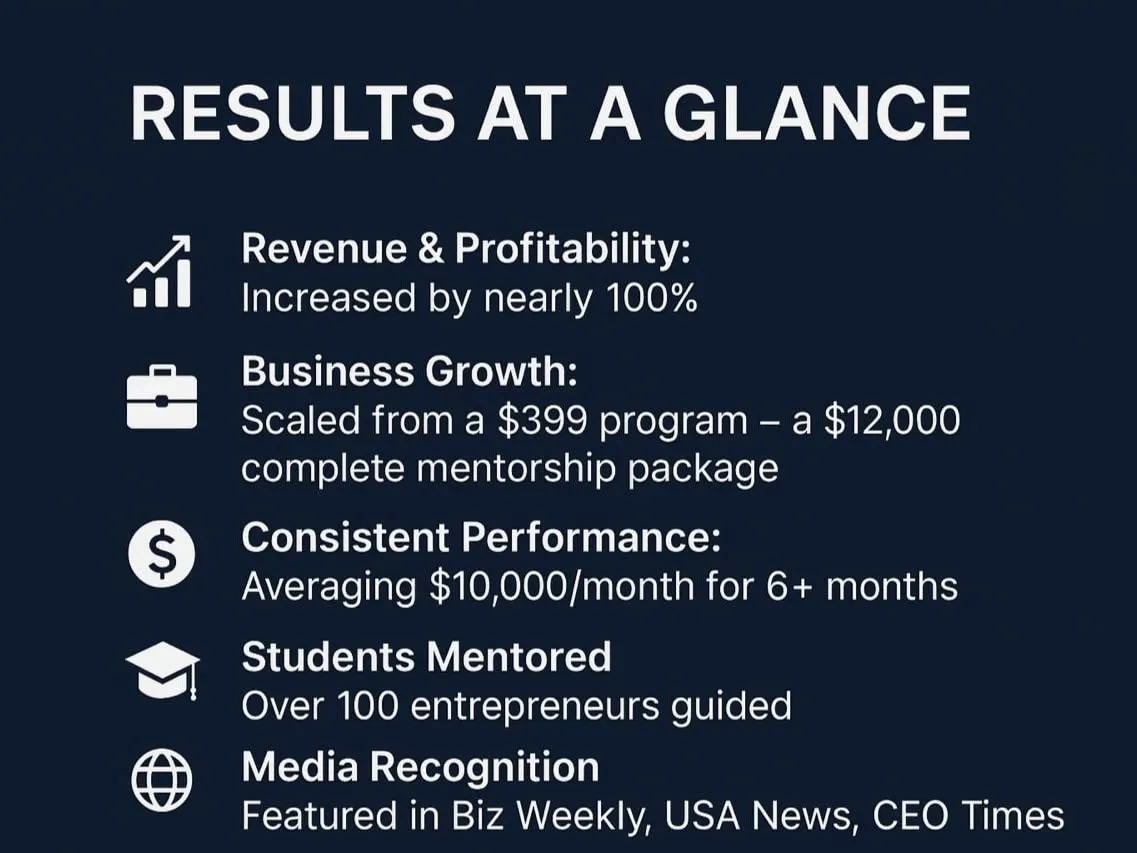 RESULTS AT A GLANCE
Revenue & Profitability:
Increased by nearly 100%
Business Growth:
Scaled from a $399 program – a $12,000
complete mentorship package
$
Consistent Performance:
Averaging $10,000/month for 6+ months
Students Mentored
Over 100 entrepreneurs guided
Media Recognition
Featured in Biz Weekly, USA News, CEO Times